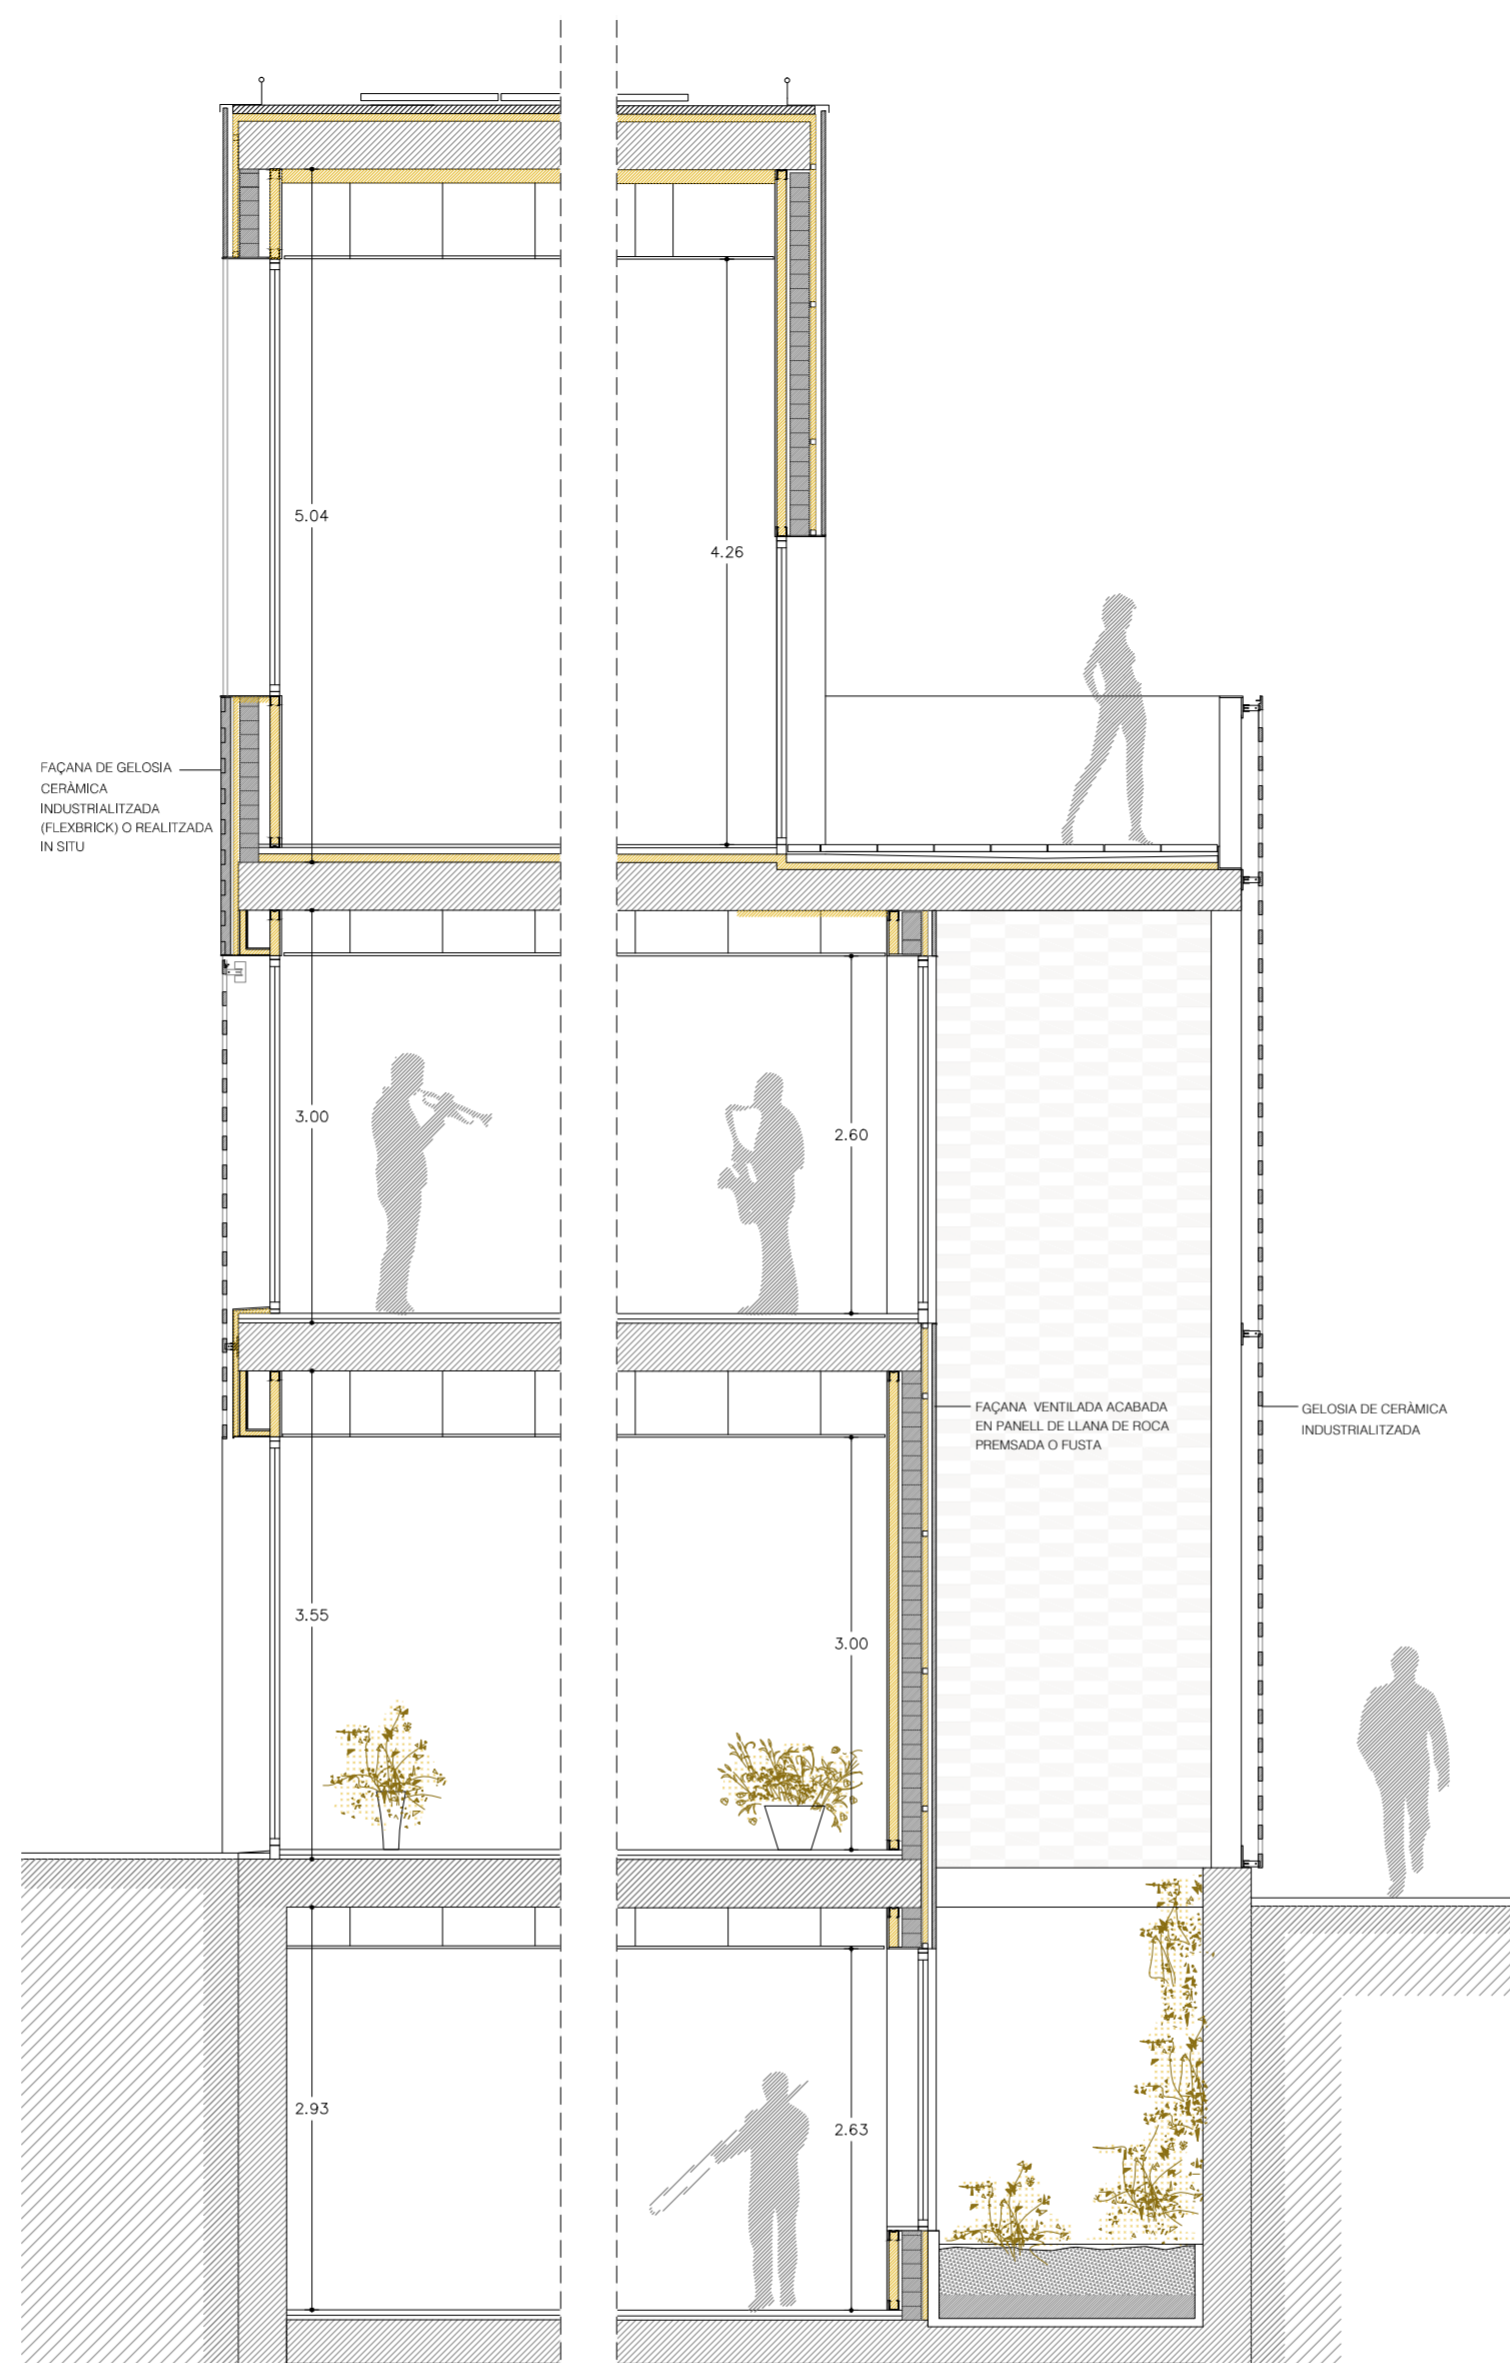 5.04
4.26
FAÇANA DE GELOSIA
CERÀMICA
INDUSTRIALITZADA
(FLEXBRICK) O REALITZADA
IN SITU
3.00
2.60
FAÇANA VENTILADA ACABADA
EN PANELL DE LLANA DE ROCA
PREMSADA O FUSTA
GELOSIA DE CERÀMICA
INDUSTRIALITZADA
3.55
3.00
2.93
2.63